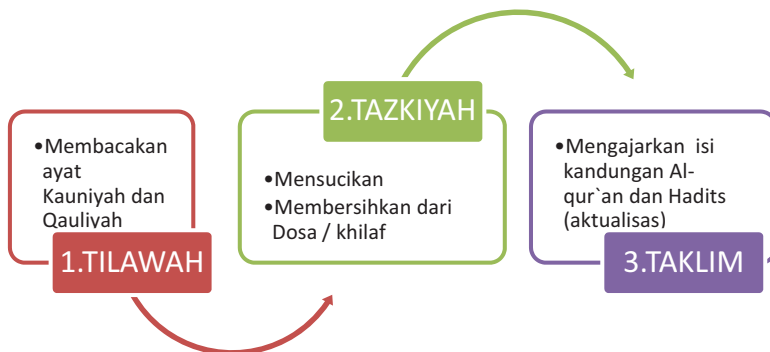 •Membacakan
ayat
Kauniyah dan
Qauliyah
1.TILAWAH
2.TAZKIYAH
•Mensucikan
•Membersihkan dari
Dosa / khilaf
•Mengajarkan isi
kandungan Al-
qur`an dan Hadits
(aktualisas)
3.TAKLIM